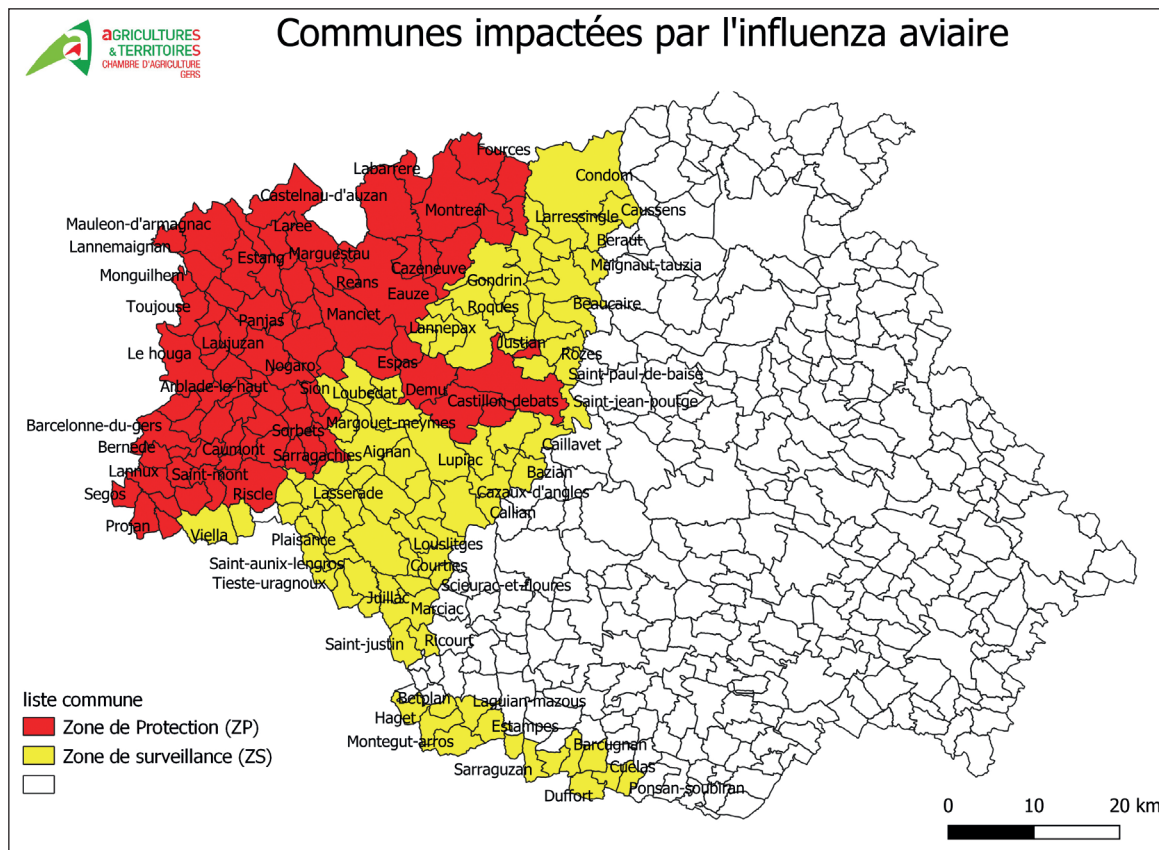 Communes impactées par l'influenza aviaire
aGRICULTURES
& TERRITOIRES
CHAMBRE D'AGRICULTURE
GERS
Fources
Labarrere
Condom
Castelnau-d'auzan
Montreal
Larressingle
Caussens
Mauleon-d'armagnac
Laree
Lannemaignan
Estang
Marguestau
Beraut
Monguilhem
Cazeneuve
Maignaut-tauzia
Reans
Gondrin
Eauze
Toujouse
Roques
Beaucaire
Panjas
Manciet
Lannepax
Laujuzan
Justian
Le houga
Nogaro
Espas
Rozes
Saint-paul-de-baise
Arblade-le-haut
Sion
Loubedat
Demu
Castillon-debats
Saint-jean-poutge
Barcelonne-du-gers
Sorbets
Margouet-meymes
Bernede
Caumont
Aignan
Caillavet
Sarragachies
Lupiac
Lannux
Saint-mont
Bazian
Segos
Riscle
Lasserade
Cazaux-d'angles
Callian
Projan
Viella
Plaisance
Louslitges
Saint-aunix-lengros
Courties
Tieste-uragnoux
Scieurac-et-floures
Juillac
Marciac
Saint-justin
Ricourt
Betplan
Laguian-mazous
Haget
Estampes
Montegut-arros
Barcugnan
Sarraguzan
Cuelas
Duffort
Ponsan-soubiran
liste commune
Zone de Protection (ZP)
Zone de surveillance (ZS)
0 10 20 km